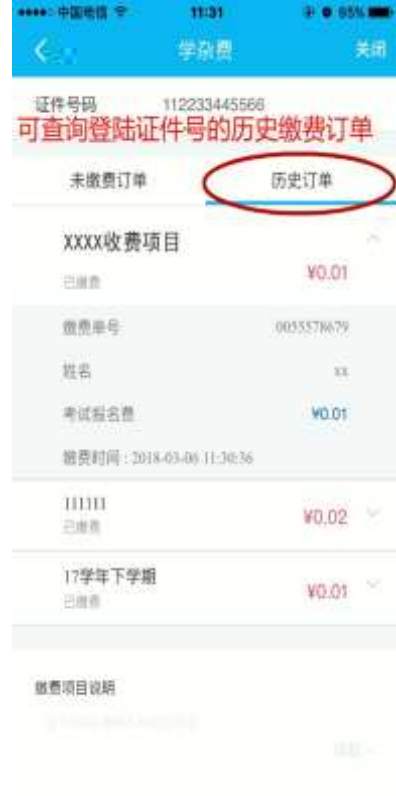 中国电信 11:31 65%
学杂费 关闭
证件号码 112233445566
可查询登陆证件号的历史缴费订单
未缴费订单 历史订单
XXXX收费项目
已缴费 ¥0.01
缴费单号 0055578679
姓名 xx
考试报名费 ¥0.01
缴费时间：2018-03-06 11:30:36
111111
已缴费 ¥0.02
17学年下学期
已缴费 ¥0.01
缴费项目说明